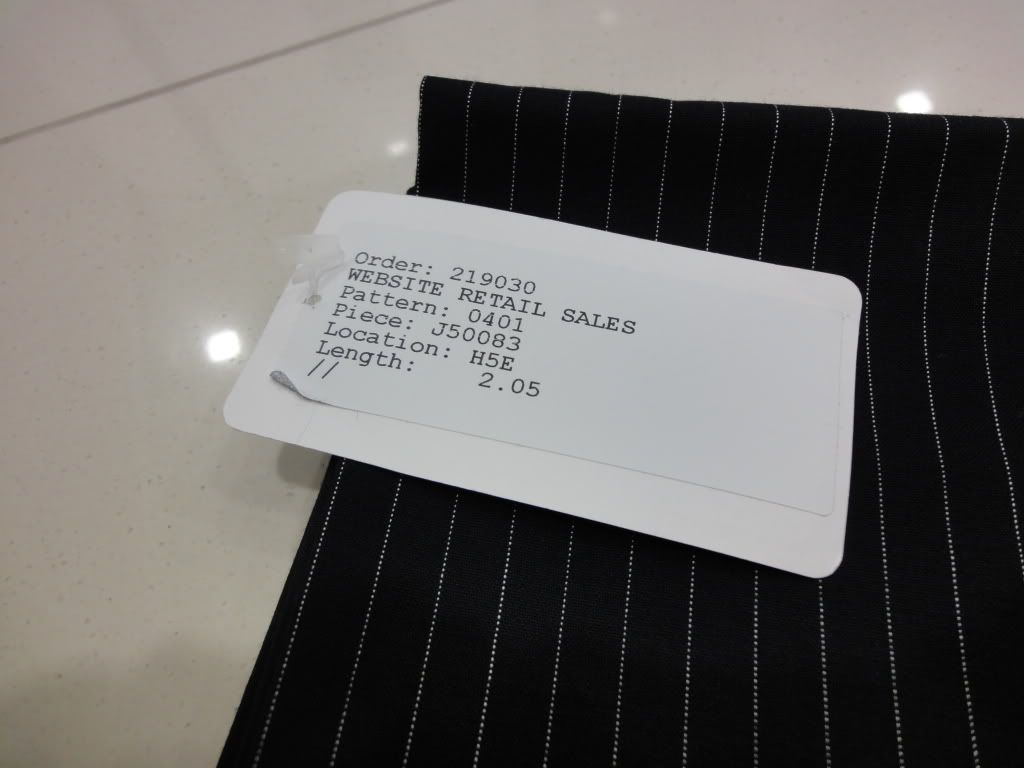 Order: 219030
WEBSITE RETAIL SALES
Pattern: 0401
Piece: J50083
Location: H5E
Length: 2.05
//